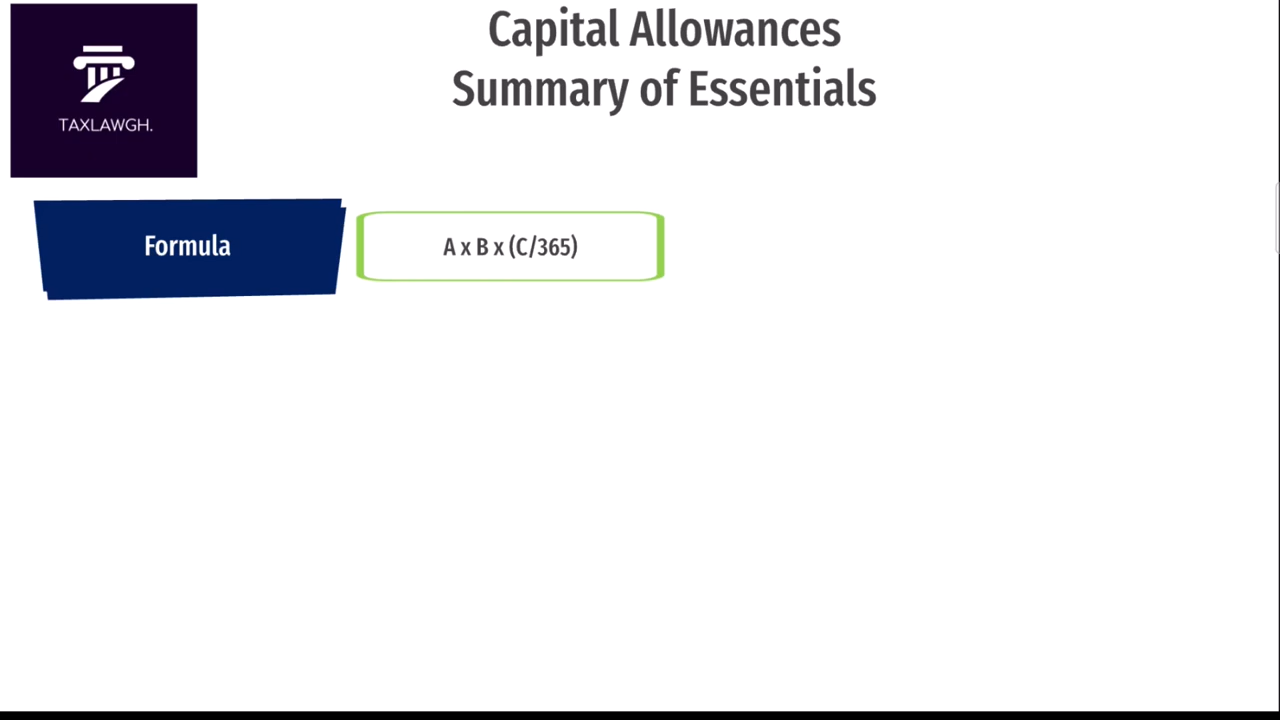 Capital Allowances
Summary of Essentials
TAXLAWGH.
Formula
A x B x (C/365)